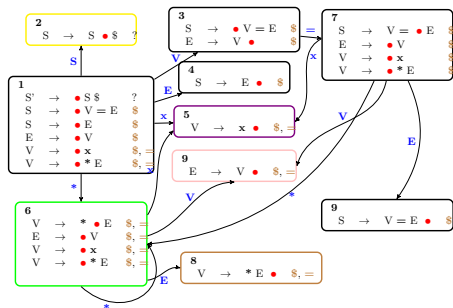 2
S → S • $ ?
3
S → • V = E $
E → V • $
=
7
S → V = • E $
E → • V $
V → • x $
V → • * E $
S
V
x
1
S' → • S $ ?
S → • V = E $
S → • E $
E → • V $
V → • x $, =
V → • * E $, =
E
4
S → E • $
x
5
V → x • $, =
V
E
x
9
E → V • $, =
*
V
*
6
V → * • E $, =
E → • V $, =
V → • x $, =
V → • * E $, =
9
S → V = E • $
8
V → * E • $, =
E
*